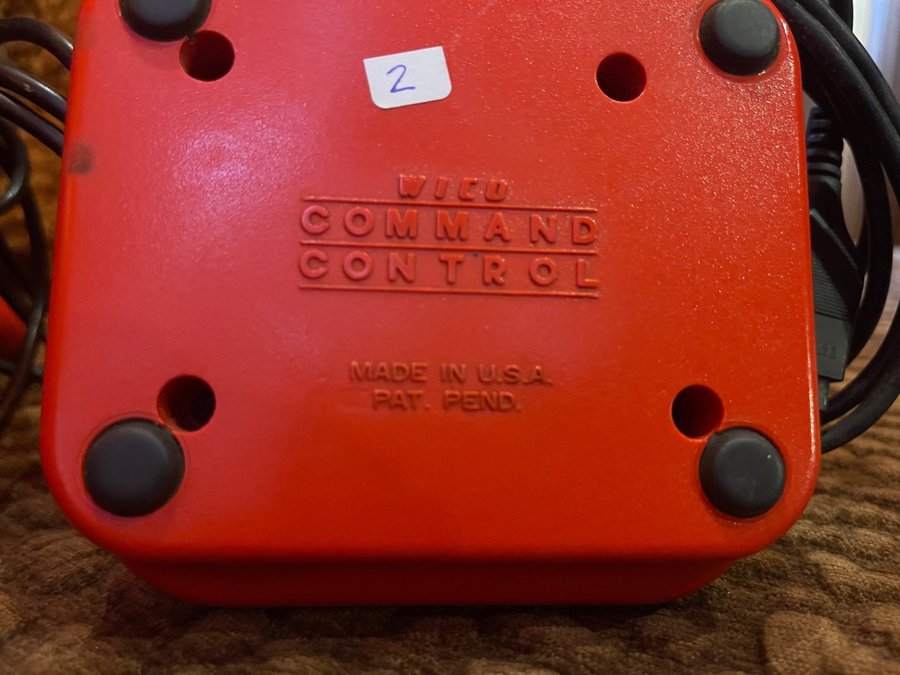 2
WICO
COMMAND
CONTROL
MADE IN U.S.A.
PAT. PEND.